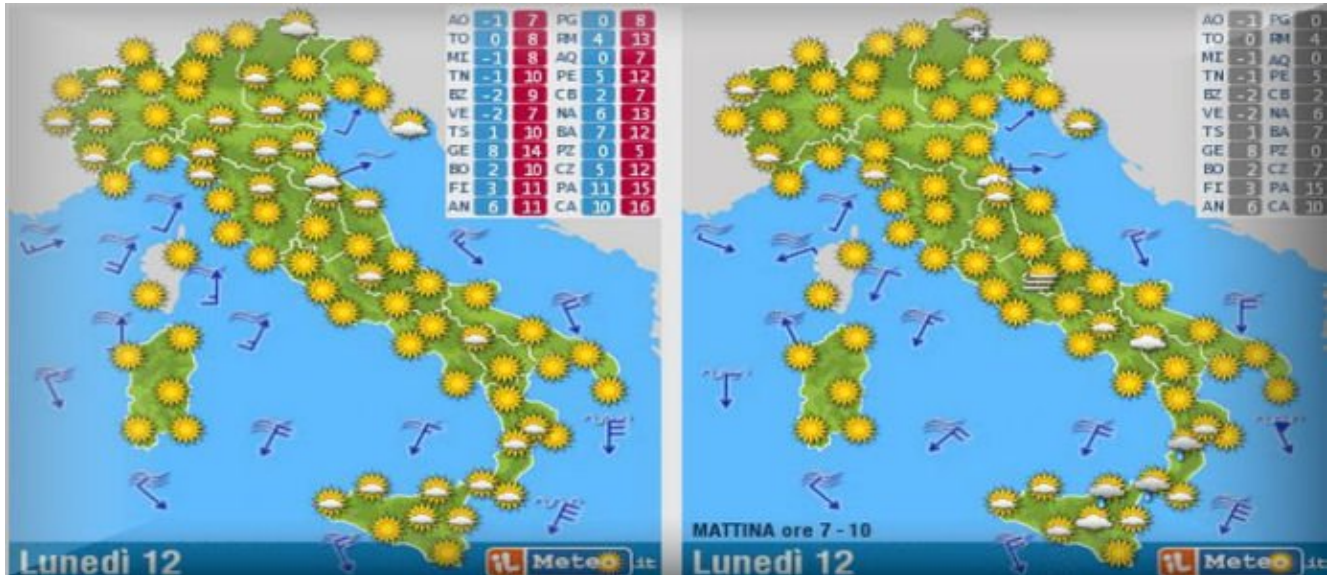 AO -1 7 PG 0 8
TO 0 8 RM 4 13
MI -1 8 AQ 0 7
TN -1 10 PE 5 12
BZ -2 9 CB 2 7
VE -2 7 NA 6 13
TS 1 10 BA 7 12
GE 8 14 PZ 0 5
BO 2 10 CZ 5 12
FI 3 11 PA 11 15
AN 6 11 CA 10 16
Lunedì 12
iL Meteo.it
AO -1 PG 0
TO 0 RM 4
MI -1 AQ 0
TN -1 PE 5
BZ -2 CB 2
VE -2 NA 6
TS 1 BA 7
GE 8 PZ 0
BO 2 CZ 7
FI 3 PA 15
AN 6 CA 10
MATTINA ore 7 - 10
Lunedì 12
iL Meteo.it